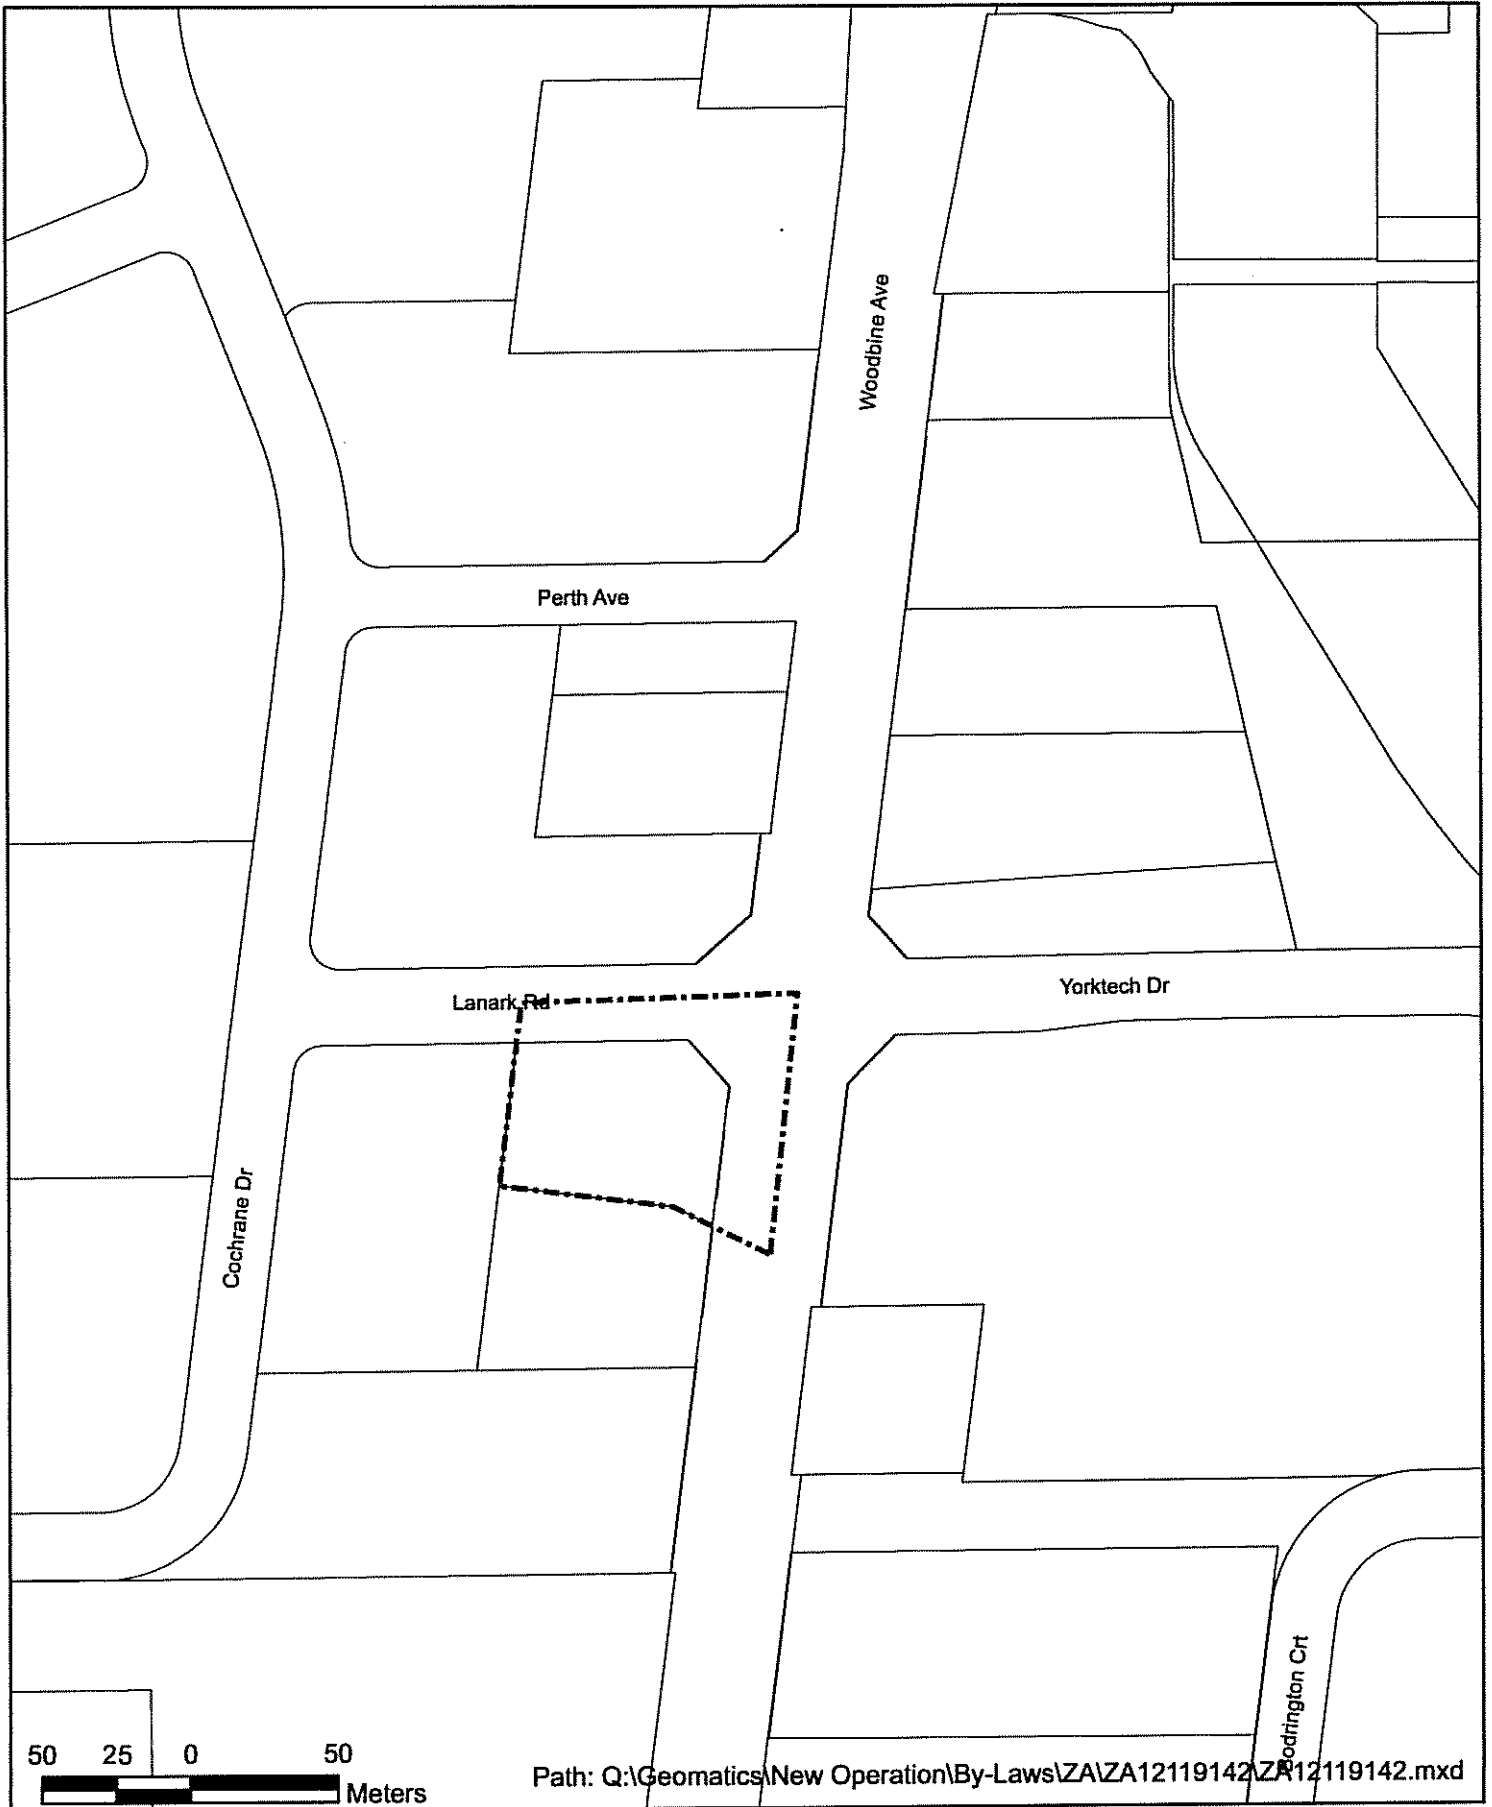 Woodbine Ave
Perth Ave
Lanark Rd
Yorktech Dr
Cochrane Dr
Bodrington Crt
50 25 0 50
Meters
Path: Q:\Geomatics\New Operation\By-Laws\ZA\ZA12119142\ZA12119142.mxd